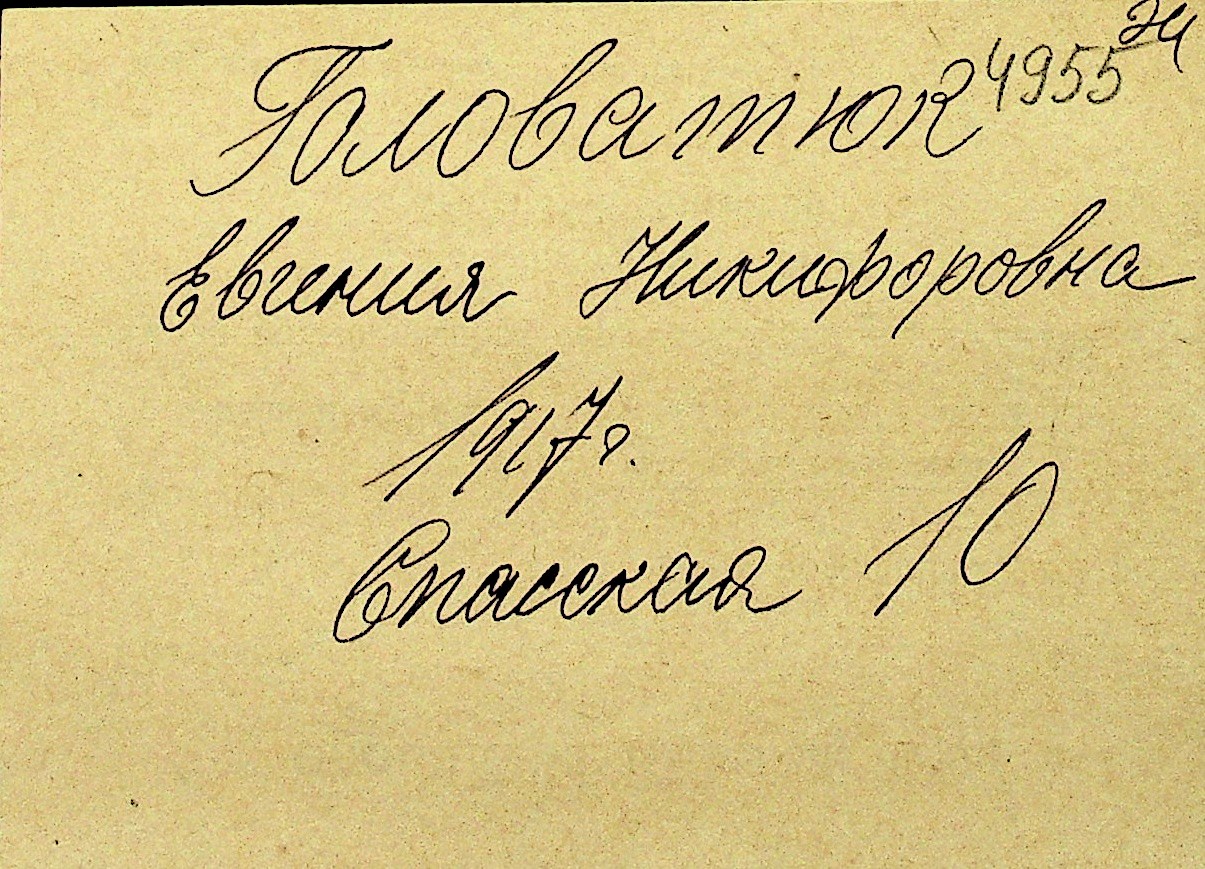 Головатюк 4955
Евгения Никифоровна
1917г.
Спасская 10